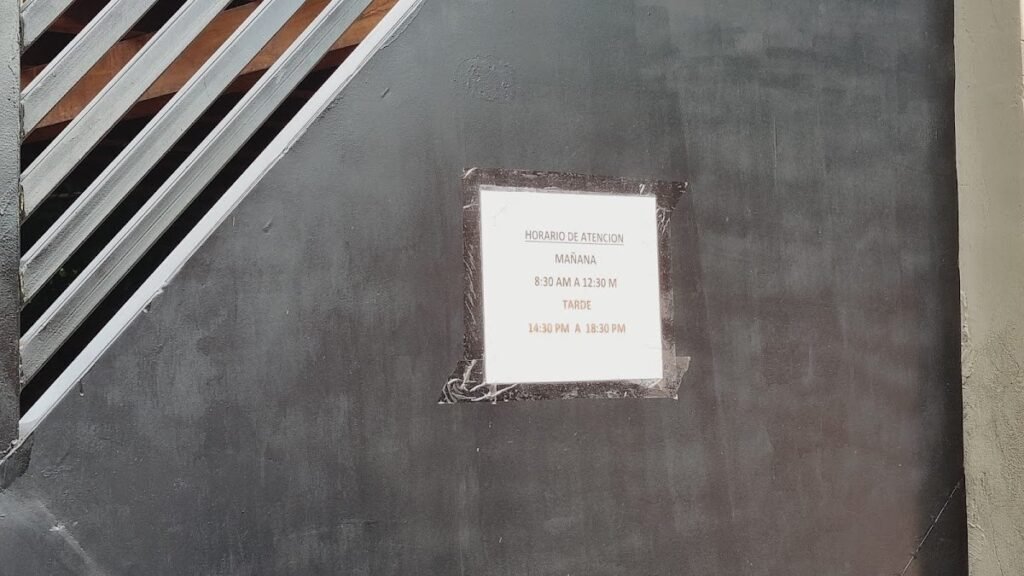 HORARIO DE ATENCION
MAÑANA
8:30 AM A 12:30 M
TARDE
14:30 PM A 18:30 PM